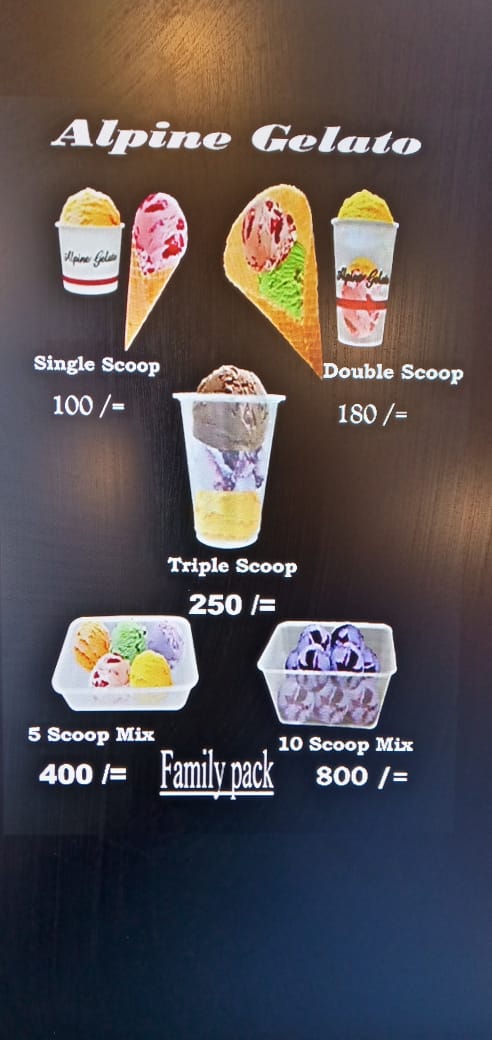 Alpine Gelato
Alpine Gelato
Alpine Gelato
Single Scoop
100 /=
Double Scoop
180 /=
Triple Scoop
250 /=
5 Scoop Mix
400 /=
Family pack
10 Scoop Mix
800 /=